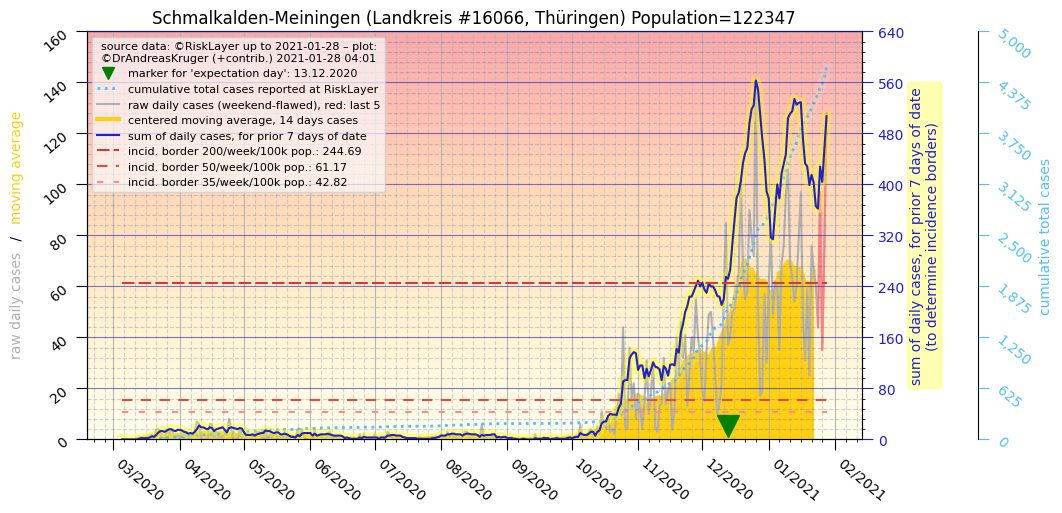 Schmalkalden-Meiningen (Landkreis #16066, Thüringen) Population=122347
source data: ©RiskLayer up to 2021-01-28 – plot:
©DrAndreasKruger (+contrib.) 2021-01-28 04:01
marker for 'expectation day': 13.12.2020
cumulative total cases reported at RiskLayer
raw daily cases (weekend-flawed), red: last 5
centered moving average, 14 days cases
sum of daily cases, for prior 7 days of date
incid. border 200/week/100k pop.: 244.69
incid. border 50/week/100k pop.: 61.17
incid. border 35/week/100k pop.: 42.82
raw daily cases / moving average
160
140
120
100
80
60
40
20
0
640
560
480
400
320
240
160
80
0
sum of daily cases, for prior 7 days of date
(to determine incidence borders)
5,000
4,375
3,750
3,125
2,500
1,875
1,250
625
0
cumulative total cases
03/2020
04/2020
05/2020
06/2020
07/2020
08/2020
09/2020
10/2020
11/2020
12/2020
01/2021
02/2021